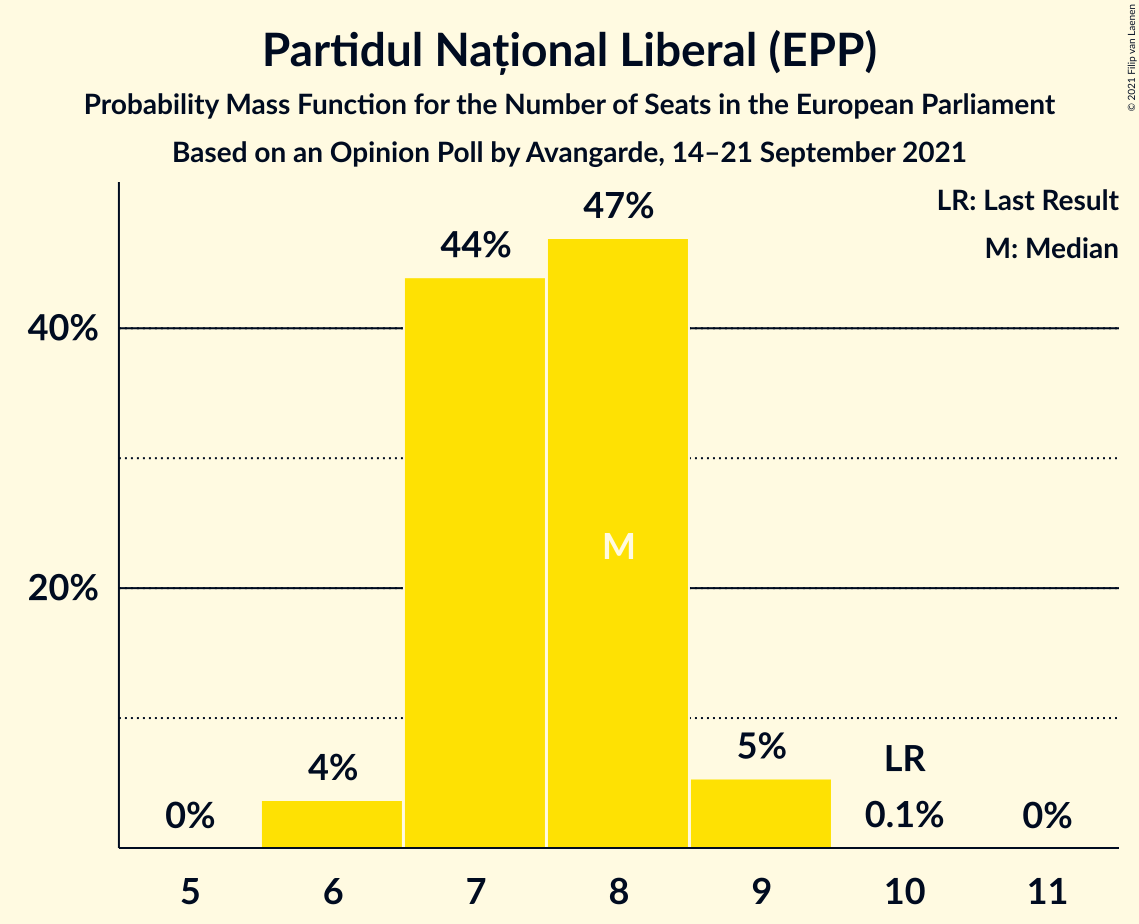 Partidul Național Liberal (EPP)
Probability Mass Function for the Number of Seats in the European Parliament
Based on an Opinion Poll by Avangarde, 14–21 September 2021
© 2021 Filip van Laenen
LR: Last Result
M: Median
47%
44%
40%
M
20%
5%
LR
4%
0%
0.1%
0%
5 6 7 8 9 10 11